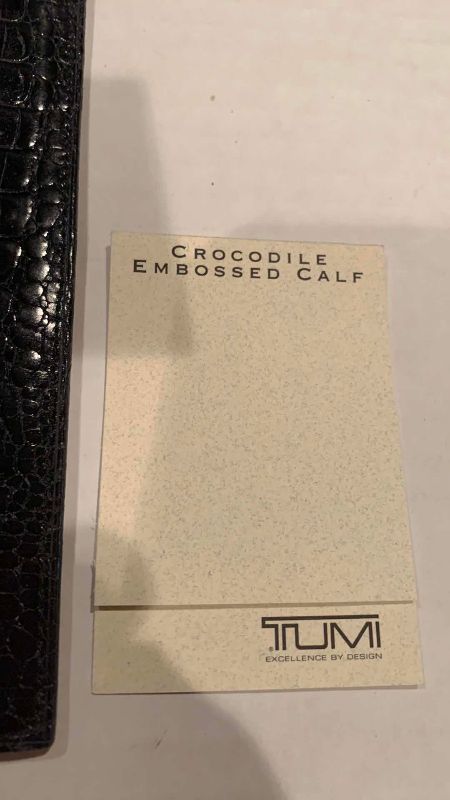 CROCODILE
EMBOSSED CALF
TUMI
EXCELLENCE BY DESIGN